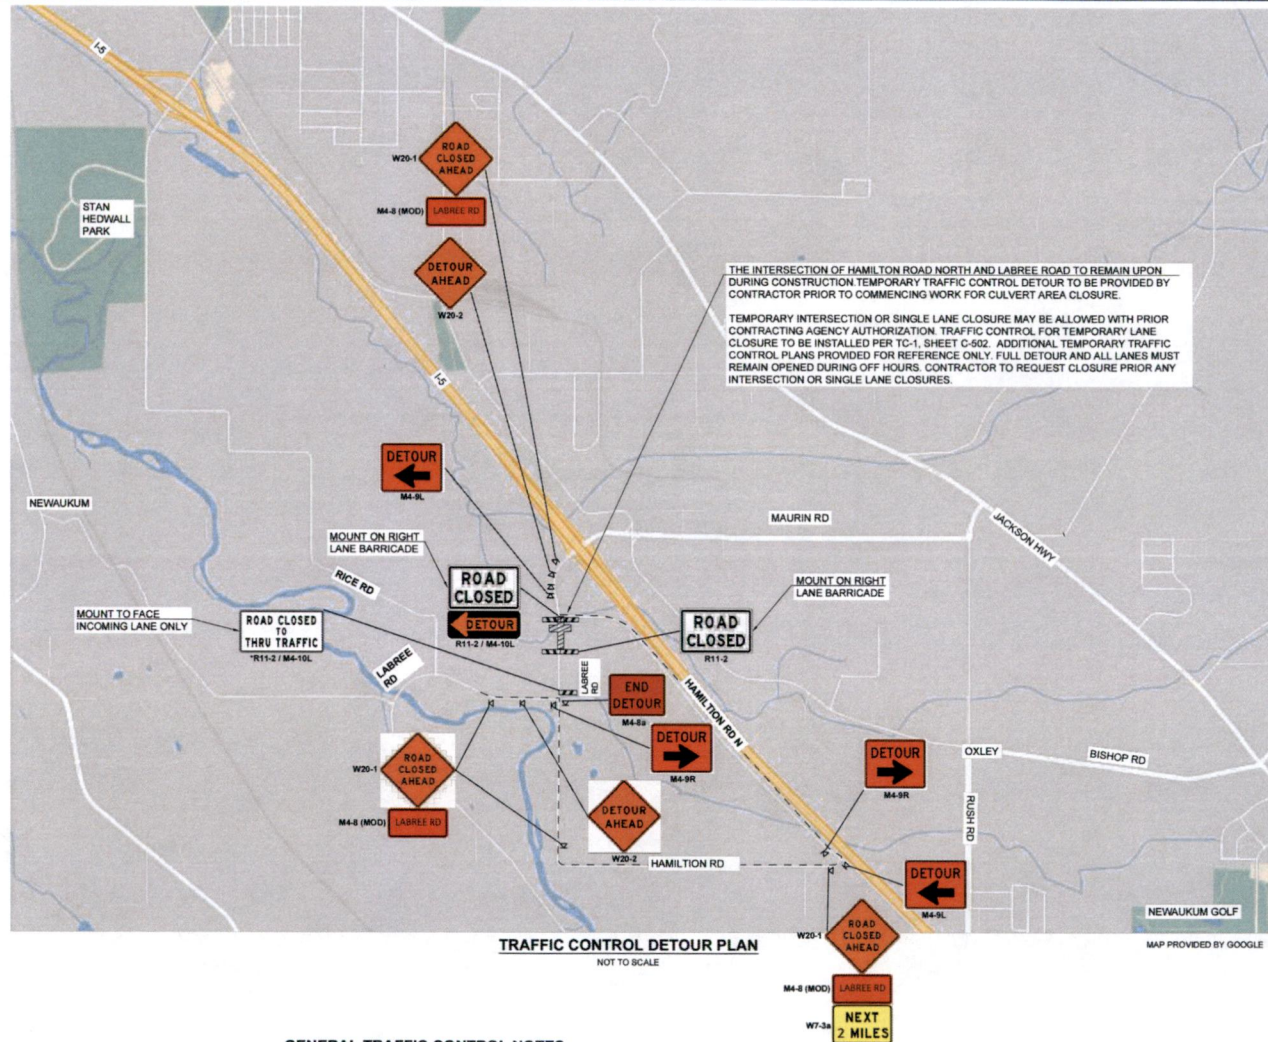 I-5
ROAD
CLOSED
AHEAD
W20-1
M4-8 (MOD)
LABREE RD
STAN
HEDWALL
PARK
DETOUR
AHEAD
W20-2
THE INTERSECTION OF HAMILTON ROAD NORTH AND LABREE ROAD TO REMAIN UPON
DURING CONSTRUCTION.TEMPORARY TRAFFIC CONTROL DETOUR TO BE PROVIDED BY
CONTRACTOR PRIOR TO COMMENCING WORK FOR CULVERT AREA CLOSURE.
TEMPORARY INTERSECTION OR SINGLE LANE CLOSURE MAY BE ALLOWED WITH PRIOR
CONTRACTING AGENCY AUTHORIZATION. TRAFFIC CONTROL FOR TEMPORARY LANE
CLOSURE TO BE INSTALLED PER TC-1, SHEET C-502. ADDITIONAL TEMPORARY TRAFFIC
CONTROL PLANS PROVIDED FOR REFERENCE ONLY. FULL DETOUR AND ALL LANES MUST
REMAIN OPENED DURING OFF HOURS. CONTRACTOR TO REQUEST CLOSURE PRIOR ANY
INTERSECTION OR SINGLE LANE CLOSURES.
I-5
DETOUR
M4-9L
NEWAUKUM
MAURIN RD
JACKSON HWY
MOUNT ON RIGHT
LANE BARRICADE
RICE RD
ROAD
CLOSED
DETOUR
R11-2 / M4-10L
MOUNT ON RIGHT
LANE BARRICADE
ROAD
CLOSED
R11-2
MOUNT TO FACE
INCOMING LANE ONLY
ROAD CLOSED
TO
THRU TRAFFIC
*R11-2 / M4-10L
LABREE
RD
LABREE
RD
END
DETOUR
M4-8a
HAMILTION RD N
DETOUR
M4-9R
DETOUR
M4-9R
OXLEY
BISHOP RD
RUSH RD
W20-1
ROAD
CLOSED
AHEAD
M4-8 (MOD)
LABREE RD
DETOUR
AHEAD
W20-2
HAMILTION RD
DETOUR
M4-9L
NEWAUKUM GOLF
W20-1
ROAD
CLOSED
AHEAD
M4-8 (MOD)
LABREE RD
W7-3a
NEXT
2 MILES
TRAFFIC CONTROL DETOUR PLAN
NOT TO SCALE
MAP PROVIDED BY GOOGLE
GENERAL TRAFFIC CONTROL NOTES